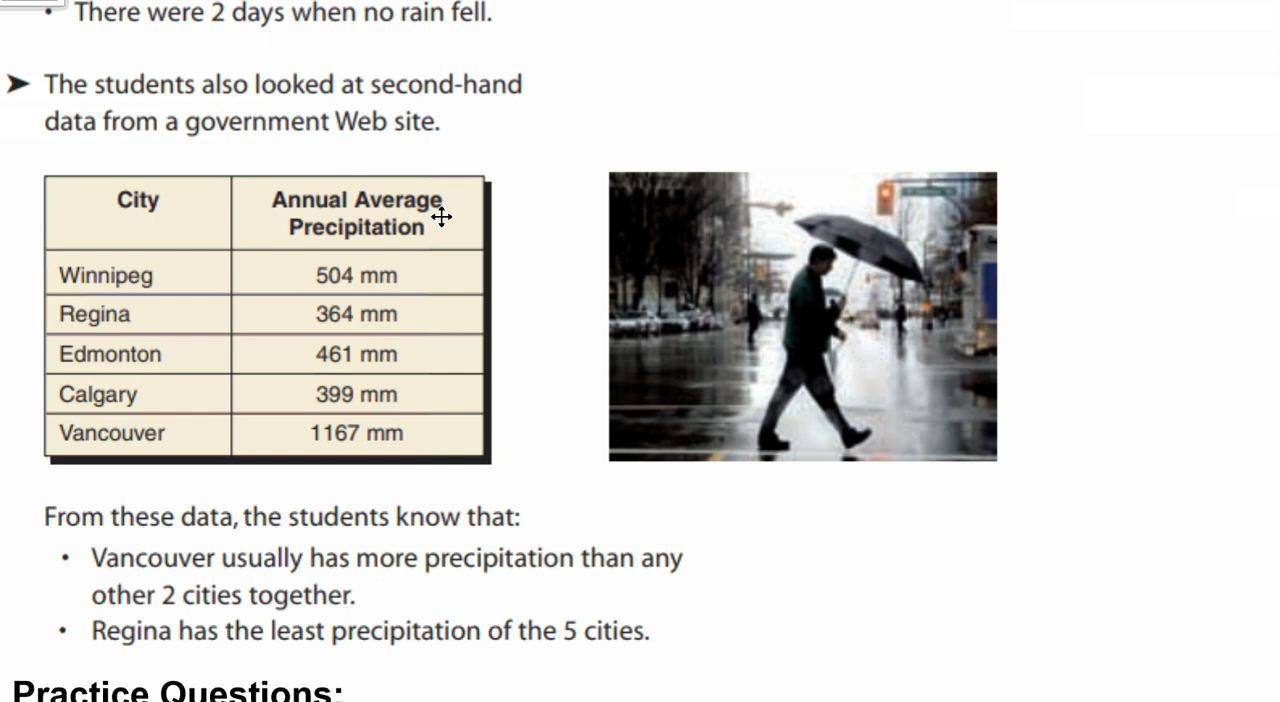 • There were 2 days when no rain fell.
➤ The students also looked at second-hand
data from a government Web site.
City Annual Average
Precipitation
Winnipeg 504 mm
Regina 364 mm
Edmonton 461 mm
Calgary 399 mm
Vancouver 1167 mm
From these data, the students know that:
• Vancouver usually has more precipitation than any
other 2 cities together.
• Regina has the least precipitation of the 5 cities.
Practice Questions: